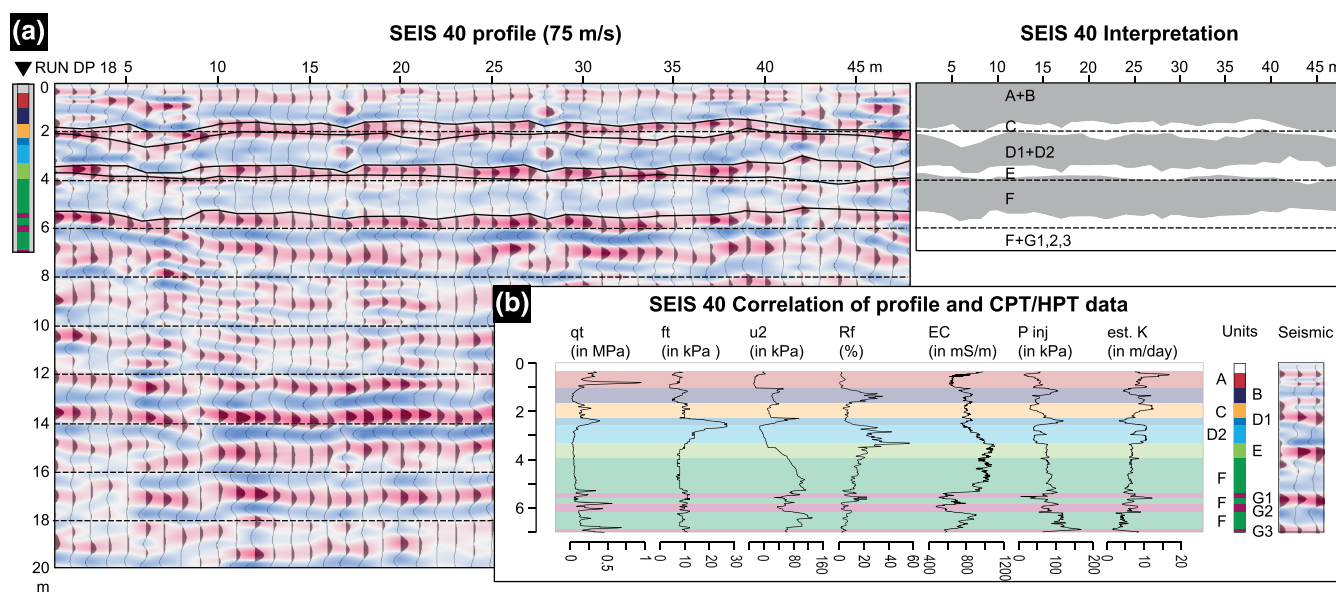 (a)
SEIS 40 profile (75 m/s)
SEIS 40 Interpretation
RUN DP 18 5 10 15 20 25 30 35 40 45 m
5 10 15 20 25 30 35 40 45 m
0
2
4
6
8
10
12
14
16
18
20
m
A+B
C
D1+D2
E
F
F+G1,2,3
(b)
SEIS 40 Correlation of profile and CPT/HPT data
qt ft u2 Rf EC P inj est. K Units Seismic
(in MPa) (in kPa ) (in kPa) (%) (in mS/m) (in kPa) (in m/day)
0
2
4
6
A
B
C
D1
D2
E
F
G1
F
G2
F
G3
0 0.5 1
0 10 20 30
0 80 160
0 20 40 60
400 800 1200
0 100 200
0 10 20